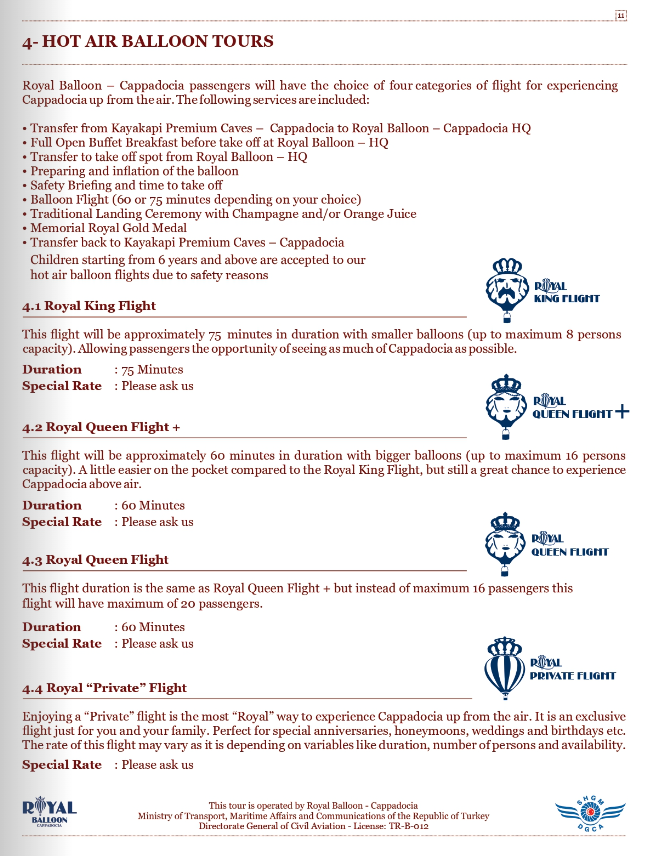 11
4- HOT AIR BALLOON TOURS
Royal Balloon – Cappadocia passengers will have the choice of four categories of flight for experiencing
Cappadocia up from the air. The following services are included:
• Transfer from Kayakapi Premium Caves – Cappadocia to Royal Balloon – Cappadocia HQ
• Full Open Buffet Breakfast before take off at Royal Balloon – HQ
• Transfer to take off spot from Royal Balloon – HQ
• Preparing and inflation of the balloon
• Safety Briefing and time to take off
• Balloon Flight (60 or 75 minutes depending on your choice)
• Traditional Landing Ceremony with Champagne and/or Orange Juice
• Memorial Royal Gold Medal
• Transfer back to Kayakapi Premium Caves – Cappadocia
Children starting from 6 years and above are accepted to our
hot air balloon flights due to safety reasons
ROYAL
KING FLIGHT
4.1 Royal King Flight
This flight will be approximately 75 minutes in duration with smaller balloons (up to maximum 8 persons
capacity). Allowing passengers the opportunity of seeing as much of Cappadocia as possible.
Duration : 75 Minutes
Special Rate : Please ask us
ROYAL
QUEEN FLIGHT +
4.2 Royal Queen Flight +
This flight will be approximately 60 minutes in duration with bigger balloons (up to maximum 16 persons
capacity). A little easier on the pocket compared to the Royal King Flight, but still a great chance to experience
Cappadocia above air.
Duration : 60 Minutes
Special Rate : Please ask us
ROYAL
QUEEN FLIGHT
4.3 Royal Queen Flight
This flight duration is the same as Royal Queen Flight + but instead of maximum 16 passengers this
flight will have maximum of 20 passengers.
Duration : 60 Minutes
Special Rate : Please ask us
ROYAL
PRIVATE FLIGHT
4.4 Royal “Private” Flight
Enjoying a “Private” flight is the most “Royal” way to experience Cappadocia up from the air. It is an exclusive
flight just for you and your family. Perfect for special anniversaries, honeymoons, weddings and birthdays etc.
The rate of this flight may vary as it is depending on variables like duration, number of persons and availability.
Special Rate : Please ask us
ROYAL
BALLOON
CAPPADOCIA
This tour is operated by Royal Balloon - Cappadocia
Ministry of Transport, Maritime Affairs and Communications of the Republic of Turkey
Directorate General of Civil Aviation - License: TR-B-012
SHGM
DGCA